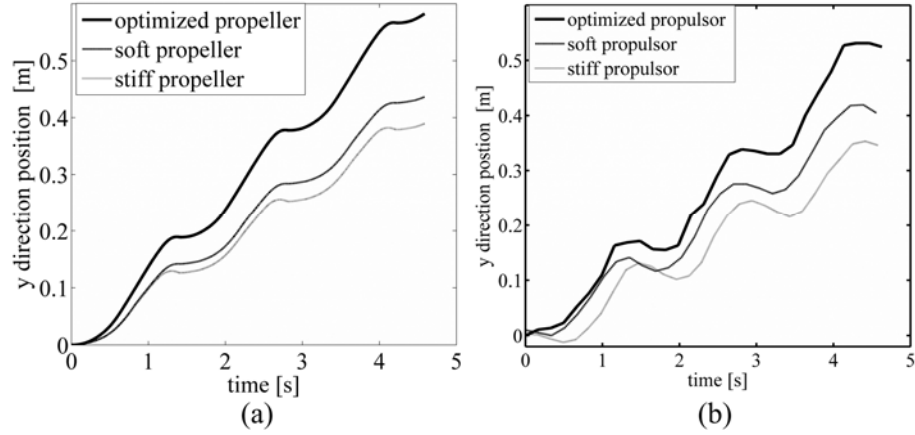 optimized propeller
soft propeller
stiff propeller
y direction position [m]
0.5
0.4
0.3
0.2
0.1
0
0 1 2 3 4 5
time [s]
(a)
optimized propulsor
soft propulsor
stiff propulsor
y direction position [m]
0.5
0.4
0.3
0.2
0.1
0
0 1 2 3 4 5
time [s]
(b)